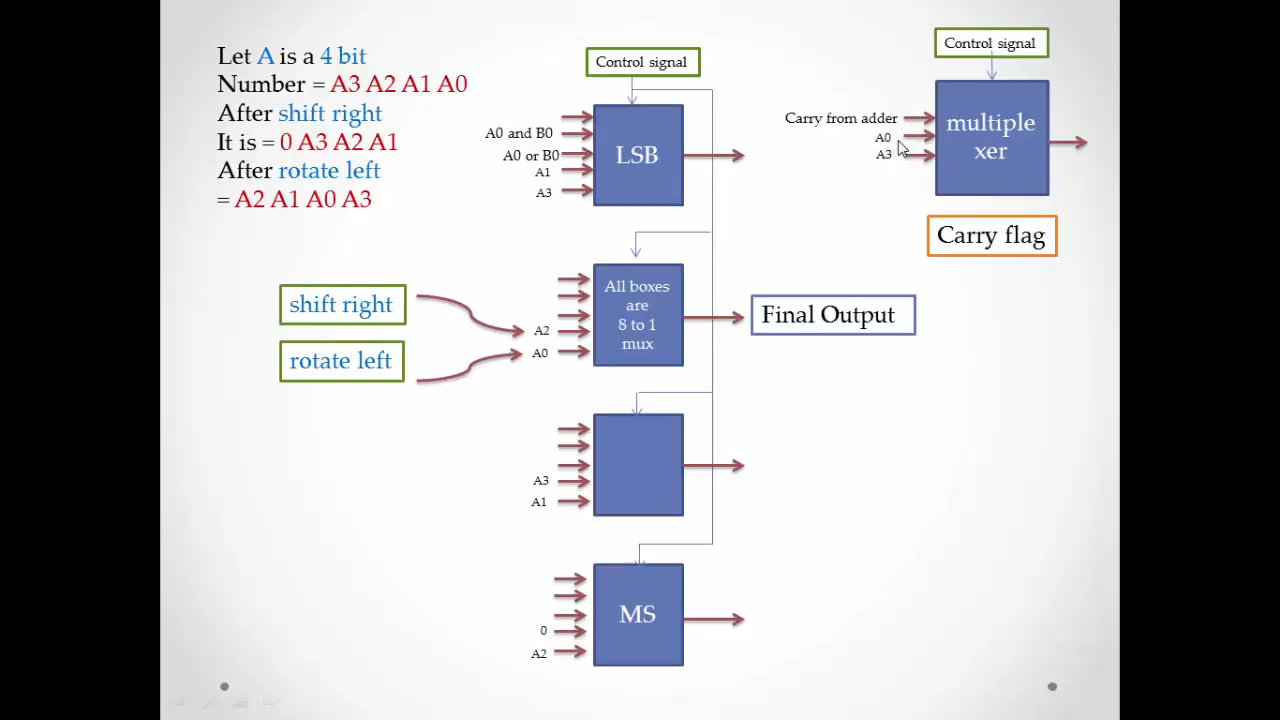 Let A is a 4 bit
Number = A3 A2 A1 A0
After shift right
It is = 0 A3 A2 A1
After rotate left
= A2 A1 A0 A3
shift right
rotate left
Control signal
A0 and B0
A0 or B0
A1
A3
LSB
A2
A0
All boxes
are
8 to 1
mux
Final Output
A3
A1
0
A2
MS
Control signal
Carry from adder
A0
A3
multiple
xer
Carry flag